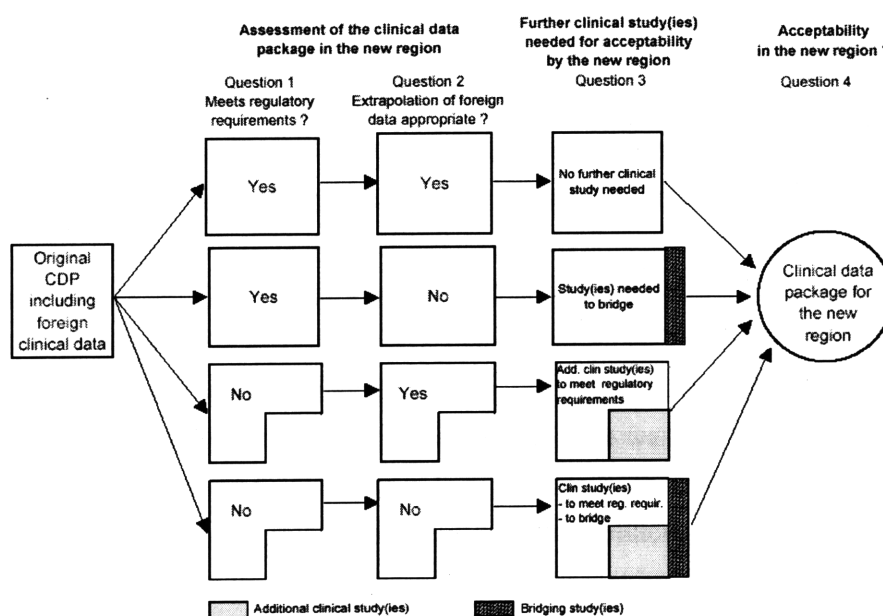 Assessment of the clinical data
package in the new region
Further clinical study(ies)
needed for acceptability
by the new region
Acceptability
in the new region
Question 1
Meets regulatory
requirements ?
Question 2
Extrapolation of foreign
data appropriate ?
Question 3
Question 4
Original
CDP
including
foreign
clinical data
Yes
Yes
No further clinical
study needed
Yes
No
Study(ies) needed
to bridge
No
Yes
Add. clin study(ies)
to meet regulatory
requirements
No
No
Clin study(ies)
- to meet reg. requir.
- to bridge
Clinical data
package for
the new
region
Additional clinical study(ies)
Bridging study(ies)